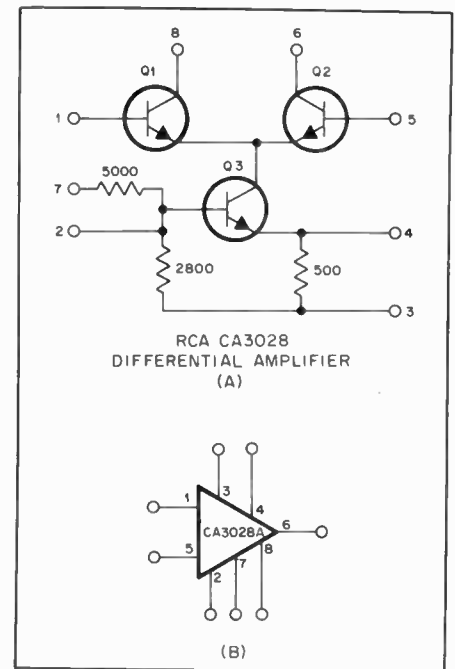 8 6
Q1 Q2
1 5
Q3
5000
7
2 4
2800 500
3
RCA CA3028
DIFFERENTIAL AMPLIFIER
(A)
1 3 4
CA3028A 6
5 8
2 7
(B)